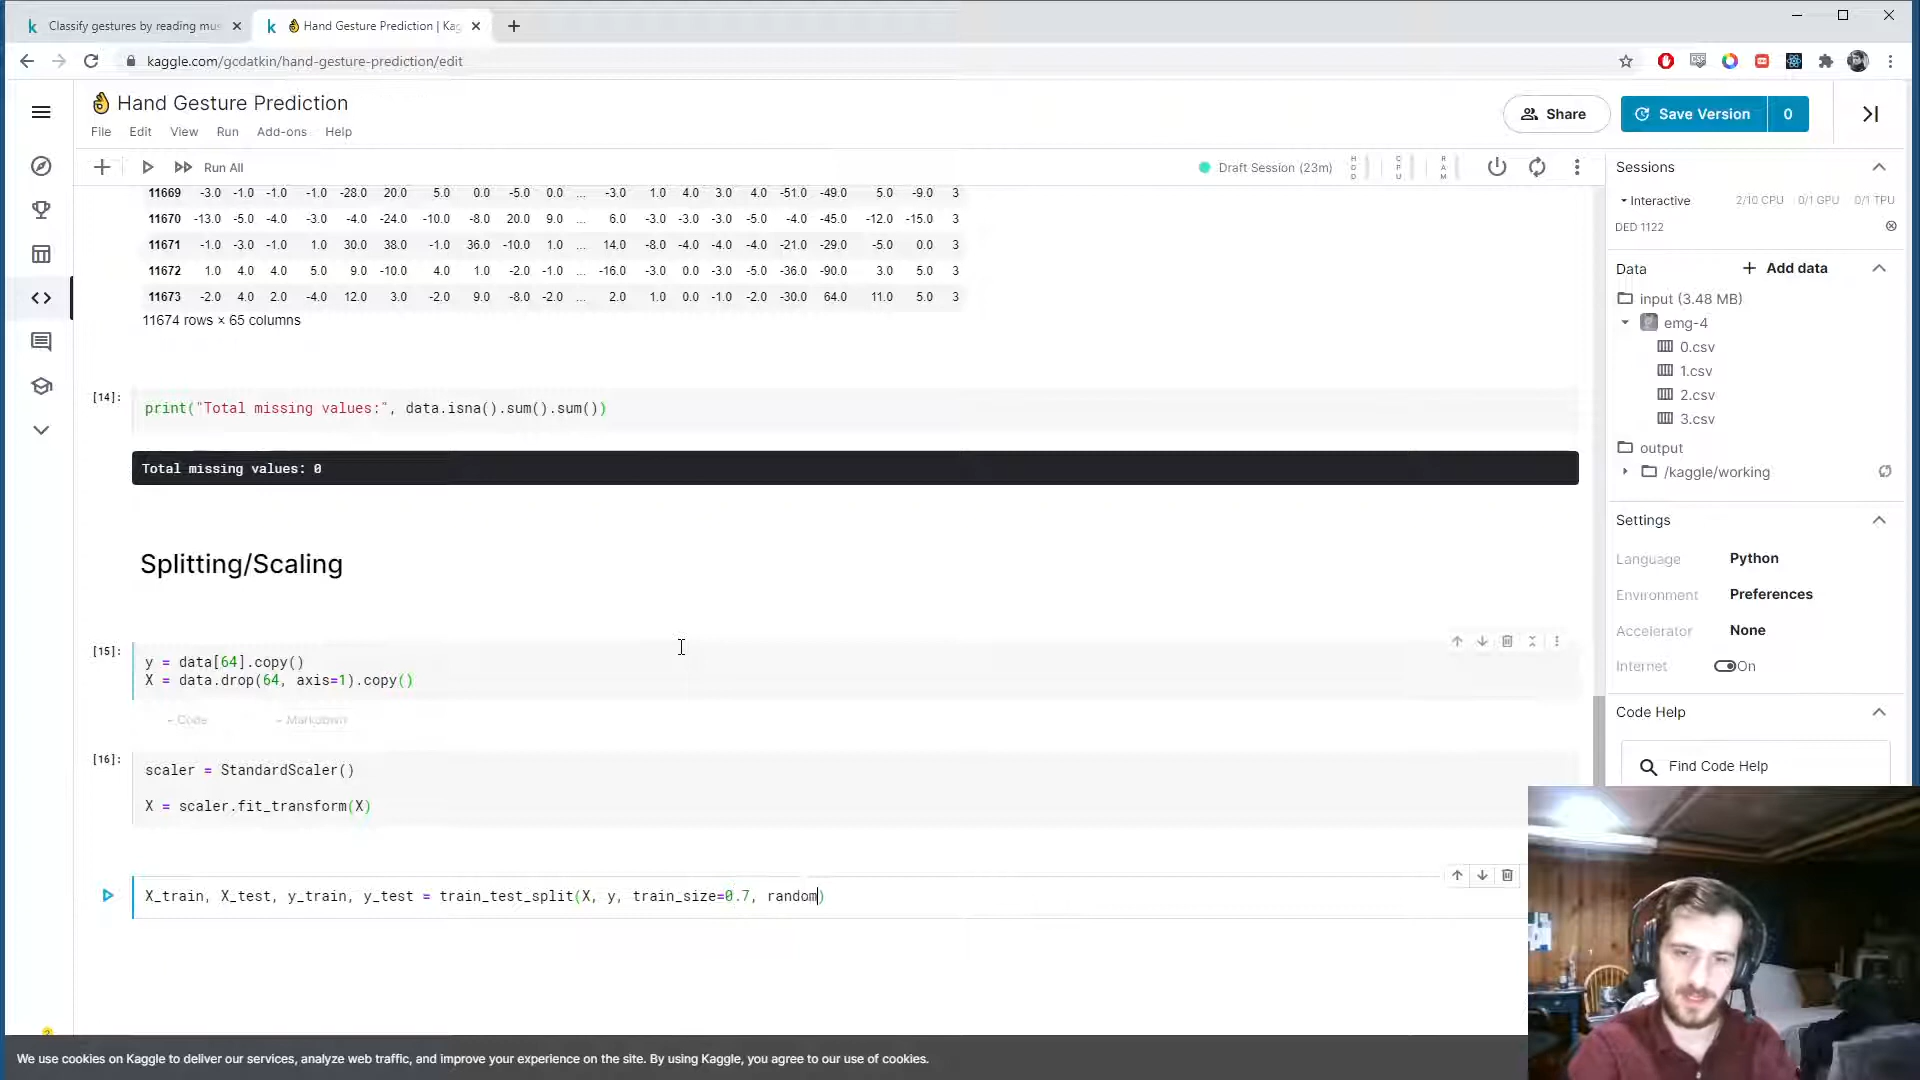 Classify gestures by reading mus
Hand Gesture Prediction | Kag
kaggle.com/gcdatkin/hand-gesture-prediction/edit
Hand Gesture Prediction
File Edit View Run Add-ons Help
Share
Save Version
0
Run All
Draft Session (23m)
HDD
CPU
RAM
11669 -3.0 -1.0 -1.0 -1.0 -28.0 20.0 5.0 0.0 -5.0 0.0 ... -3.0 1.0 4.0 3.0 4.0 -51.0 -49.0 5.0 -9.0 3
11670 -13.0 -5.0 -4.0 -3.0 -4.0 -24.0 -10.0 -8.0 20.0 9.0 ... 6.0 -3.0 -3.0 -3.0 -5.0 -4.0 -45.0 -12.0 -15.0 3
11671 -1.0 -3.0 -1.0 1.0 30.0 38.0 -1.0 36.0 -10.0 1.0 ... 14.0 -8.0 -4.0 -4.0 -4.0 -21.0 -29.0 -5.0 0.0 3
11672 1.0 4.0 4.0 5.0 9.0 -10.0 4.0 1.0 -2.0 -1.0 ... -16.0 -3.0 0.0 -3.0 -5.0 -36.0 -90.0 3.0 5.0 3
11673 -2.0 4.0 2.0 -4.0 12.0 3.0 -2.0 9.0 -8.0 -2.0 ... 2.0 1.0 0.0 -1.0 -2.0 -30.0 64.0 11.0 5.0 3
11674 rows × 65 columns
[14]:
print("Total missing values:", data.isna().sum().sum())
Total missing values: 0
Splitting/Scaling
[15]:
y = data[64].copy()
X = data.drop(64, axis=1).copy()
+ Code + Markdown
[16]:
scaler = StandardScaler()
X = scaler.fit_transform(X)
X_train, X_test, y_train, y_test = train_test_split(X, y, train_size=0.7, random)
Sessions
Interactive 2/10 CPU 0/1 GPU 0/1 TPU
DED 1122
Data
Add data
input (3.48 MB)
emg-4
0.csv
1.csv
2.csv
3.csv
output
/kaggle/working
Settings
Language Python
Environment Preferences
Accelerator None
Internet On
Code Help
Find Code Help
We use cookies on Kaggle to deliver our services, analyze web traffic, and improve your experience on the site. By using Kaggle, you agree to our use of cookies.